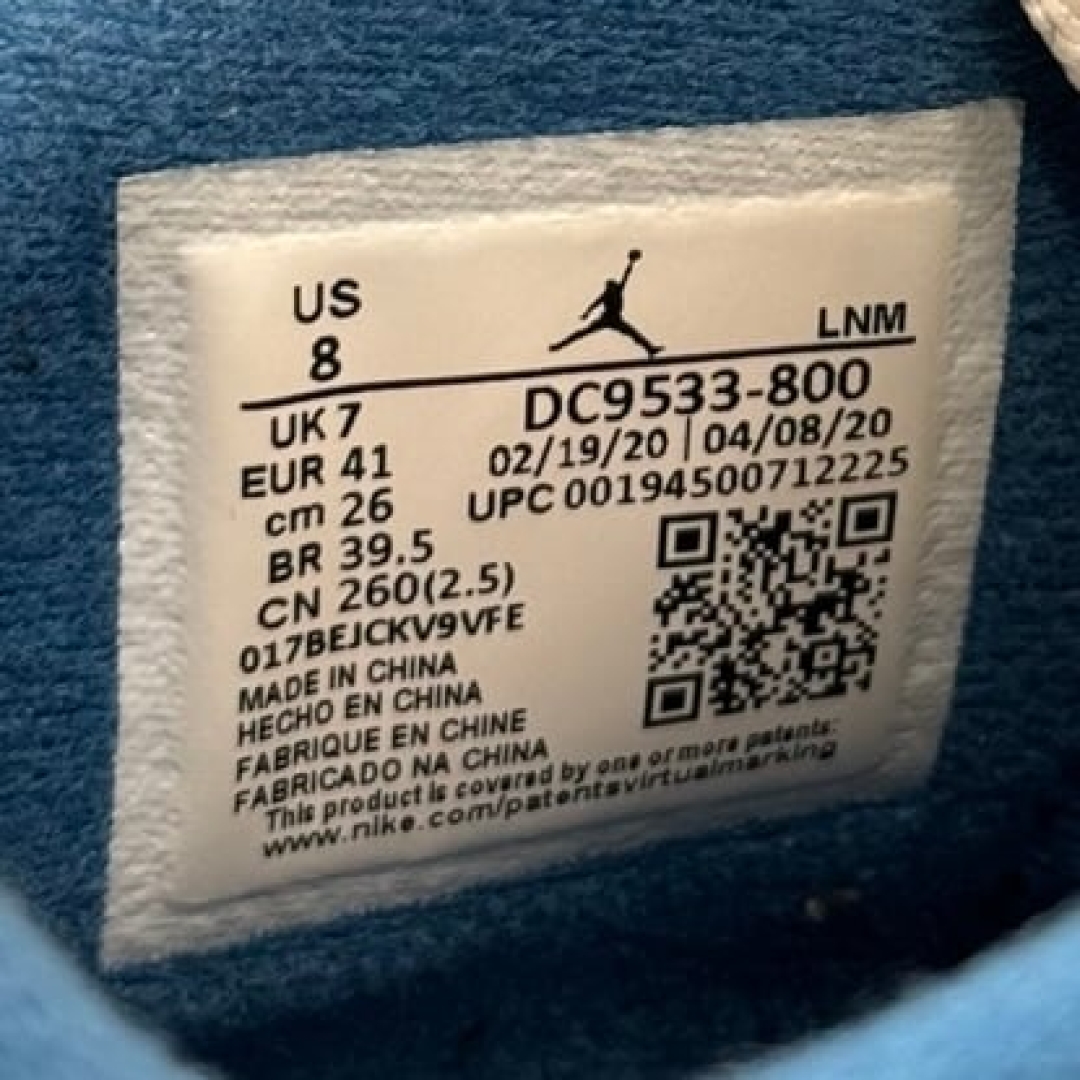 US
8
LNM
UK 7
DC9533-800
EUR 41
02/19/20 | 04/08/20
cm 26
UPC 00194500712225
BR 39.5
CN 260(2.5)
017BEJCKV9VFE
MADE IN CHINA
HECHO EN CHINA
FABRIQUE EN CHINE
FABRICADO NA CHINA
This product is covered by one or more patents:
www.nike.com/patentsvirtualmarking